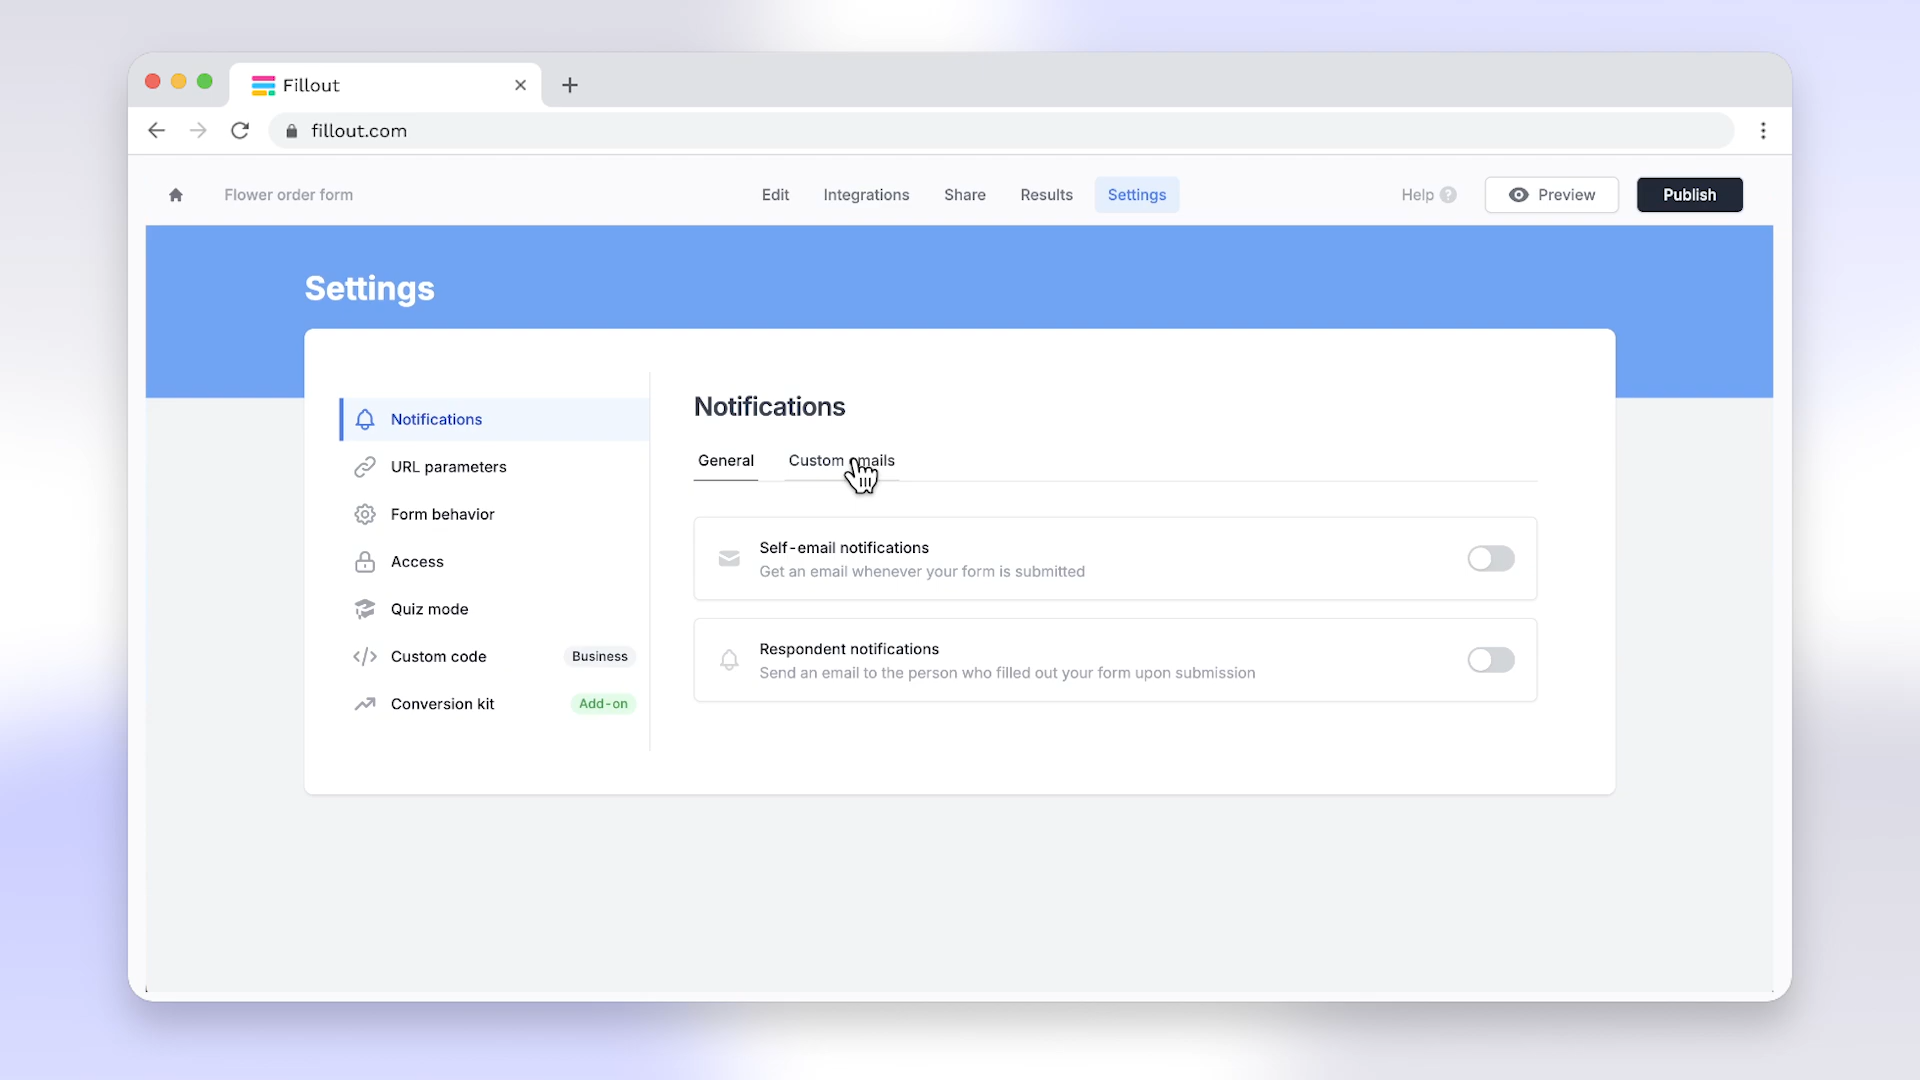 Fillout
fillout.com
Flower order form
Edit
Integrations
Share
Results
Settings
Help ?
Preview
Publish
Settings
Notifications
URL parameters
Form behavior
Access
Quiz mode
Custom code
Business
Conversion kit
Add-on
Notifications
General
Custom emails
Self-email notifications
Get an email whenever your form is submitted
Respondent notifications
Send an email to the person who filled out your form upon submission